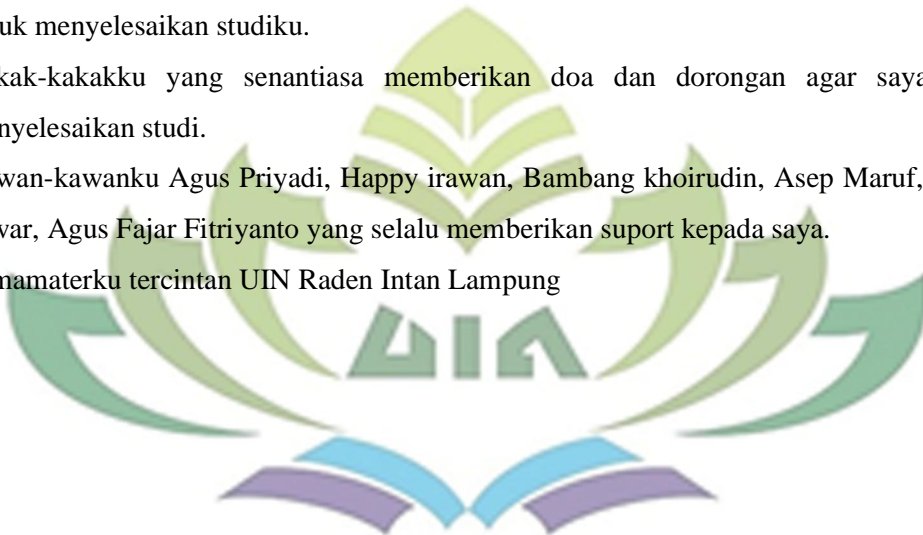 uk menyelesaikan studiku.
kak-kakakku yang senantiasa memberikan doa dan dorongan agar saya
nyelesaikan studi.
wan-kawanku Agus Priyadi, Happy irawan, Bambang khoirudin, Asep Maruf,
war, Agus Fajar Fitriyanto yang selalu memberikan suport kepada saya.
mamaterku tercintan UIN Raden Intan Lampung
UIN